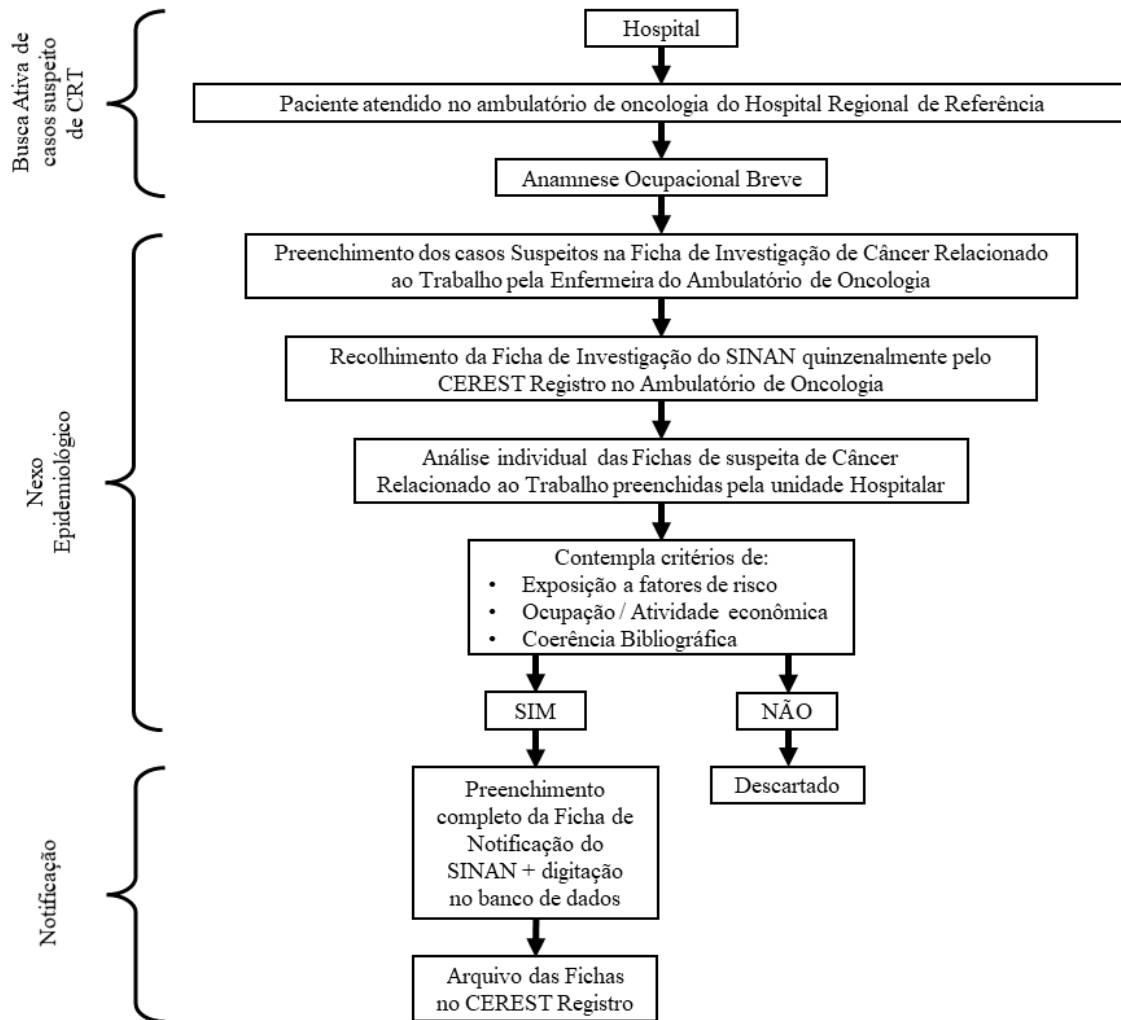 Busca Ativa de
casos suspeito
de CRT
Hospital
Paciente atendido no ambulatório de oncologia do Hospital Regional de Referência
Anamnese Ocupacional Breve
Nexo
Epidemiológico
Preenchimento dos casos Suspeitos na Ficha de Investigação de Câncer Relacionado
ao Trabalho pela Enfermeira do Ambulatório de Oncologia
Recolhimento da Ficha de Investigação do SINAN quinzenalmente pelo
CEREST Registro no Ambulatório de Oncologia
Análise individual das Fichas de suspeita de Câncer
Relacionado ao Trabalho preenchidas pela unidade Hospitalar
Contempla critérios de:
• Exposição a fatores de risco
• Ocupação / Atividade econômica
• Coerência Bibliográfica
SIM
NÃO
Notificação
Preenchimento
completo da Ficha de
Notificação do
SINAN + digitação
no banco de dados
Descartado
Arquivo das Fichas
no CEREST Registro